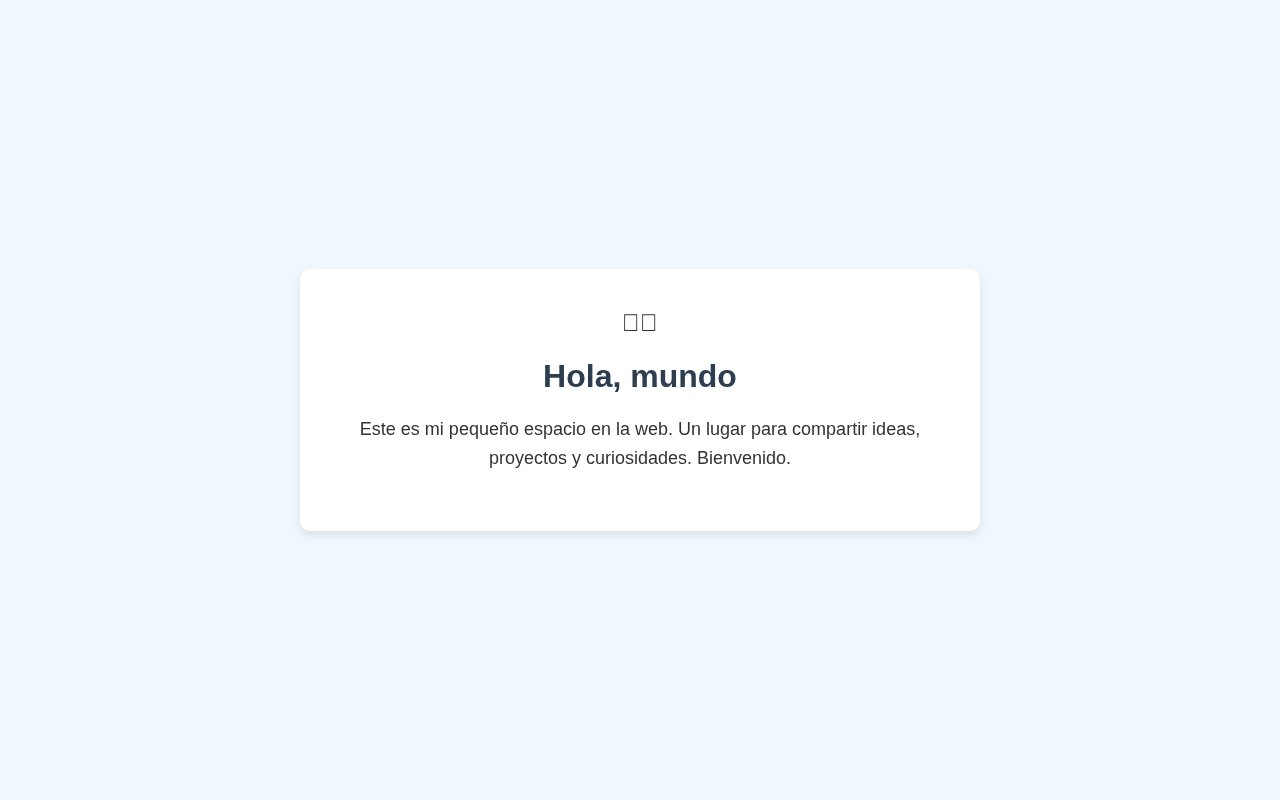 Hola, mundo
Este es mi pequeño espacio en la web. Un lugar para compartir ideas,
proyectos y curiosidades. Bienvenido.